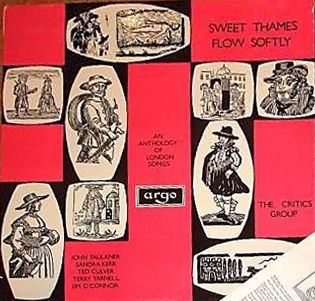 SWEET THAMES
FLOW SOFTLY
AN
ANTHOLOGY
OF
LONDON
SONGS
argo
THE CRITICS
GROUP
JOHN FAULKNER
SANDRA KERR
TED CULVER
TERRY YARNELL
JIM O'CONNOR